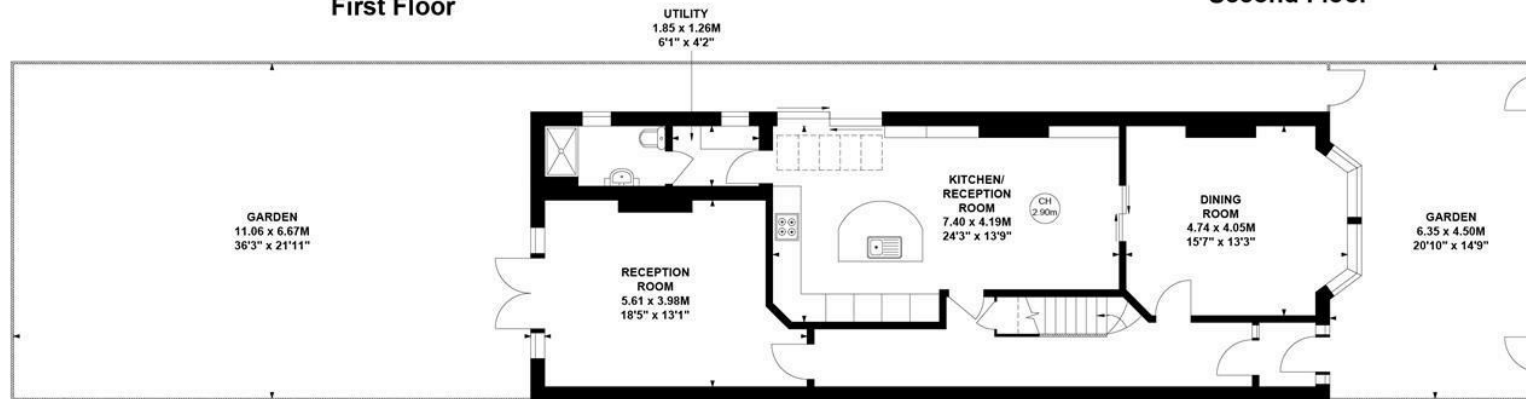 First Floor
Second Floor
UTILITY
1.85 x 1.26M
6'1" x 4'2"
GARDEN
11.06 x 6.67M
36'3" x 21'11"
RECEPTION
ROOM
5.61 x 3.98M
18'5" x 13'1"
KITCHEN/
RECEPTION
ROOM
7.40 x 4.19M
24'3" x 13'9"
CH
2.90m
DINING
ROOM
4.74 x 4.05M
15'7" x 13'3"
GARDEN
6.35 x 4.50M
20'10" x 14'9"